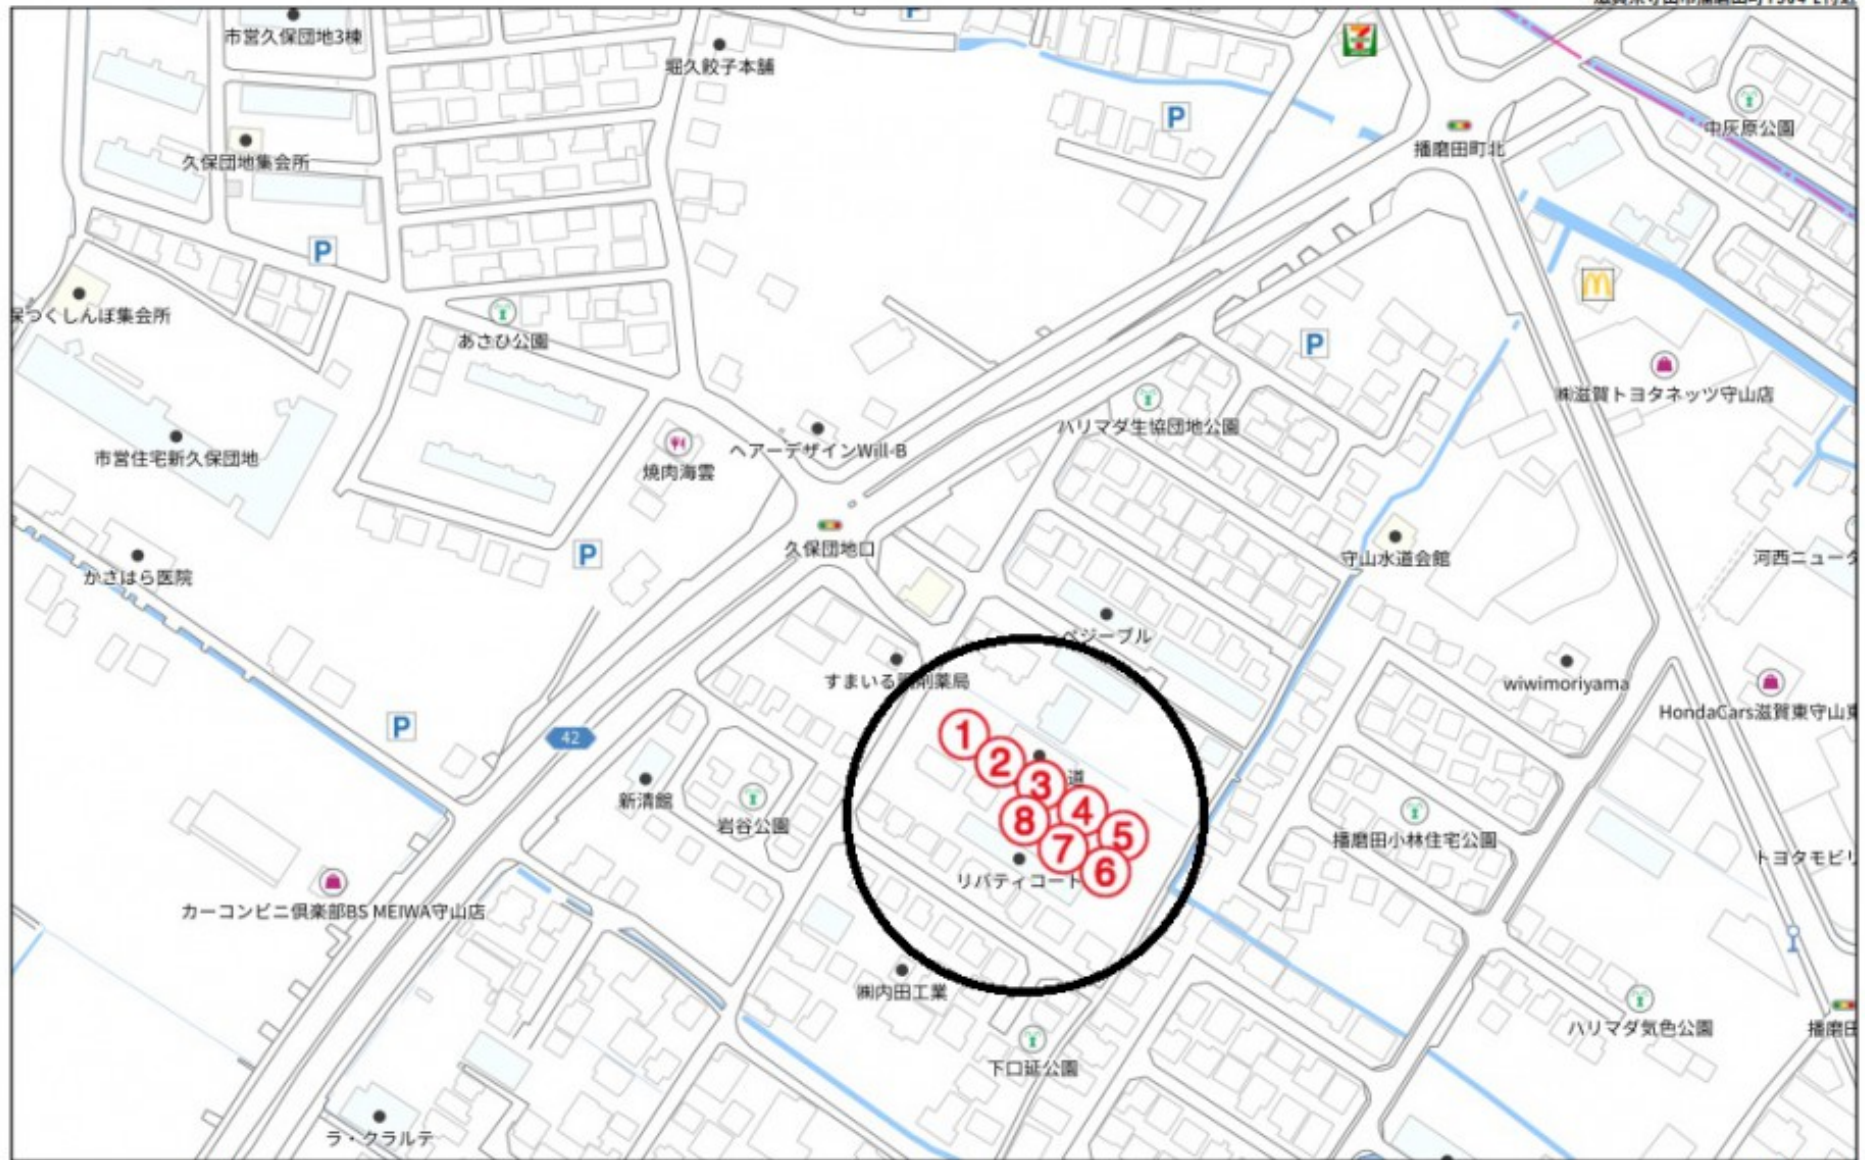 市営久保団地3棟
堀久餃子本舗
P
7
中灰原公園
播磨田町北
久保団地集会所
P
P
保つくしんぼ集会所
あさひ公園
P
M
㈱滋賀トヨタネッツ守山店
ハリマダ生協団地公園
市営住宅新久保団地
焼肉海雲
ヘアーデザインWill-B
久保団地口
P
守山水道会館
河西ニュータ
かさはら医院
ベジーブル
すまいる調剤薬局
wiwimoriyama
HondaCars滋賀東守山東
P
42
①
②
③
道
④
⑤
⑧
⑦
⑥
新清館
岩谷公園
リバティコート
播磨田小林住宅公園
トヨタモビリ
カーコンビニ倶楽部BS MEIWA守山店
㈱内田工業
下口延公園
ハリマダ気色公園
播磨田
ラ・クラルテ